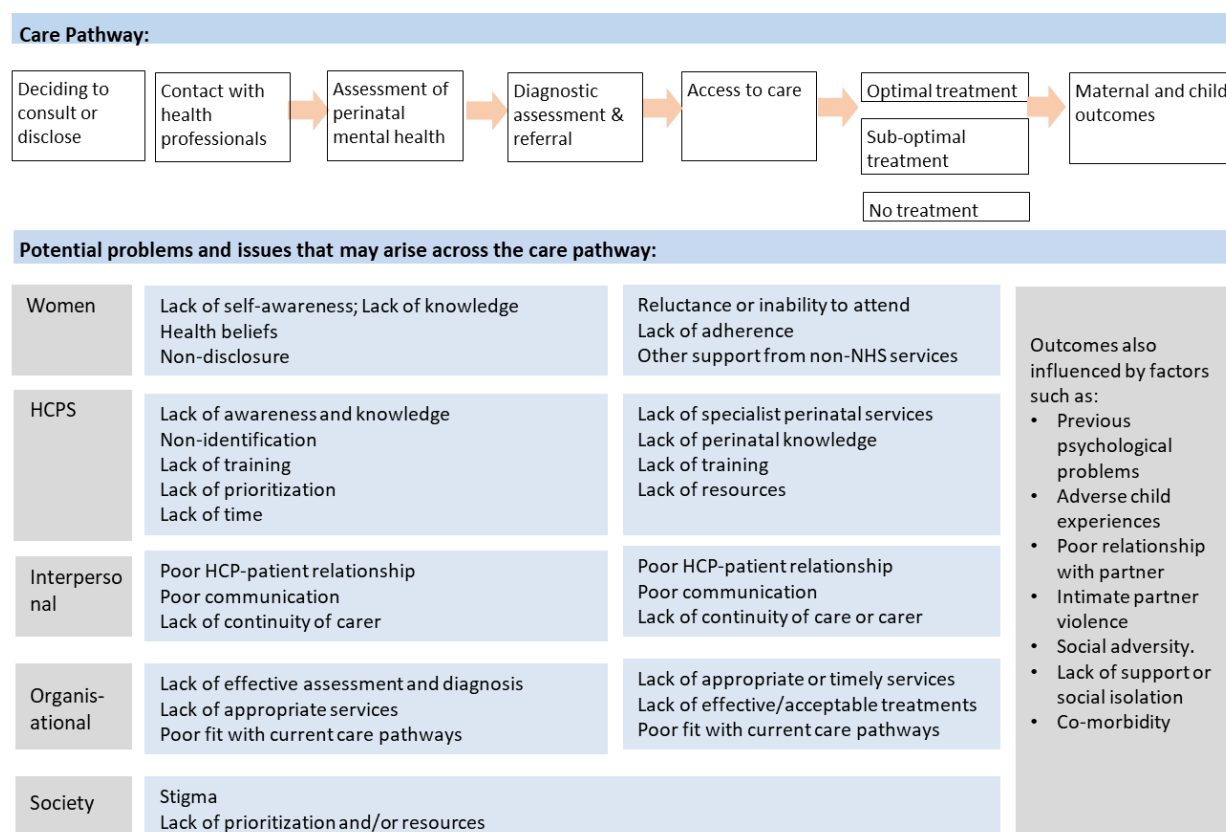 Care Pathway:
Deciding to
consult or
disclose
Contact with
health
professionals
Assessment of
perinatal
mental health
Diagnostic
assessment &
referral
Access to care
Optimal treatment
Sub-optimal
treatment
No treatment
Maternal and child
outcomes
Potential problems and issues that may arise across the care pathway:
Women
Lack of self-awareness; Lack of knowledge
Health beliefs
Non-disclosure
Reluctance or inability to attend
Lack of adherence
Other support from non-NHS services
HCPS
Lack of awareness and knowledge
Non-identification
Lack of training
Lack of prioritization
Lack of time
Lack of specialist perinatal services
Lack of perinatal knowledge
Lack of training
Lack of resources
Interperso
nal
Poor HCP-patient relationship
Poor communication
Lack of continuity of carer
Poor HCP-patient relationship
Poor communication
Lack of continuity of care or carer
Organis-
ational
Lack of effective assessment and diagnosis
Lack of appropriate services
Poor fit with current care pathways
Lack of appropriate or timely services
Lack of effective/acceptable treatments
Poor fit with current care pathways
Society
Stigma
Lack of prioritization and/or resources
Outcomes also
influenced by factors
such as:
• Previous
psychological
problems
• Adverse child
experiences
• Poor relationship
with partner
• Intimate partner
violence
• Social adversity.
• Lack of support or
social isolation
• Co-morbidity